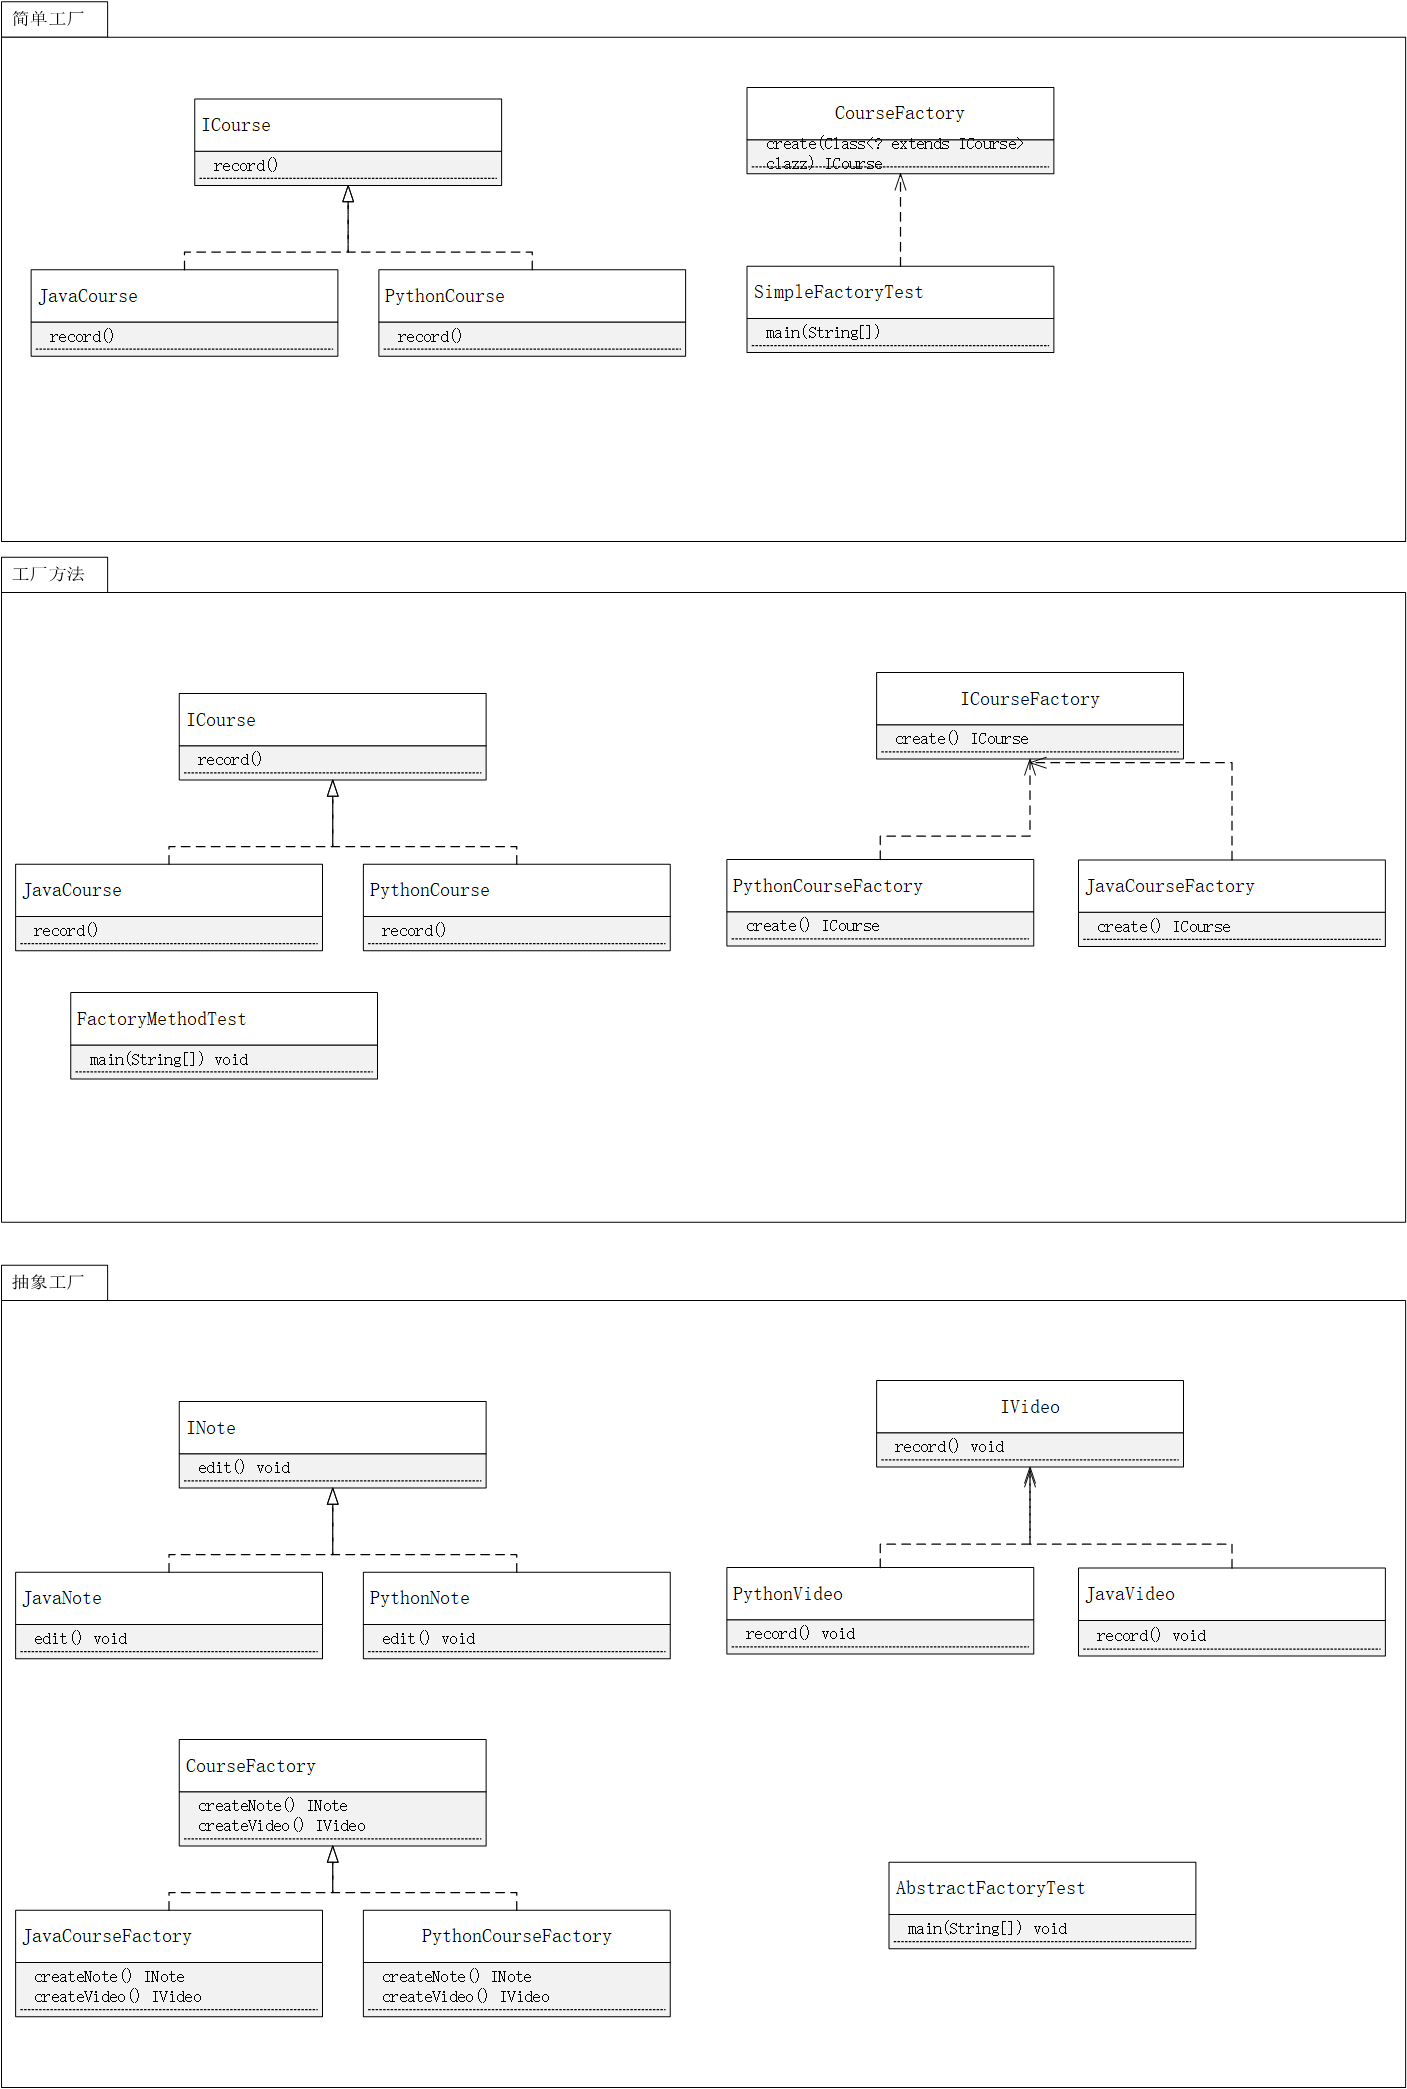 简单工厂
ICourse
record()
CourseFactory
create(Class<? extends ICourse>
clazz) ICourse
JavaCourse
record()
PythonCourse
record()
SimpleFactoryTest
main(String[])
工厂方法
ICourse
record()
ICourseFactory
create() ICourse
JavaCourse
record()
PythonCourse
record()
PythonCourseFactory
create() ICourse
JavaCourseFactory
create() ICourse
FactoryMethodTest
main(String[]) void
抽象工厂
INote
edit() void
IVideo
record() void
JavaNote
edit() void
PythonNote
edit() void
PythonVideo
record() void
JavaVideo
record() void
CourseFactory
createNote() INote
createVideo() IVideo
JavaCourseFactory
createNote() INote
createVideo() IVideo
PythonCourseFactory
createNote() INote
createVideo() IVideo
AbstractFactoryTest
main(String[]) void